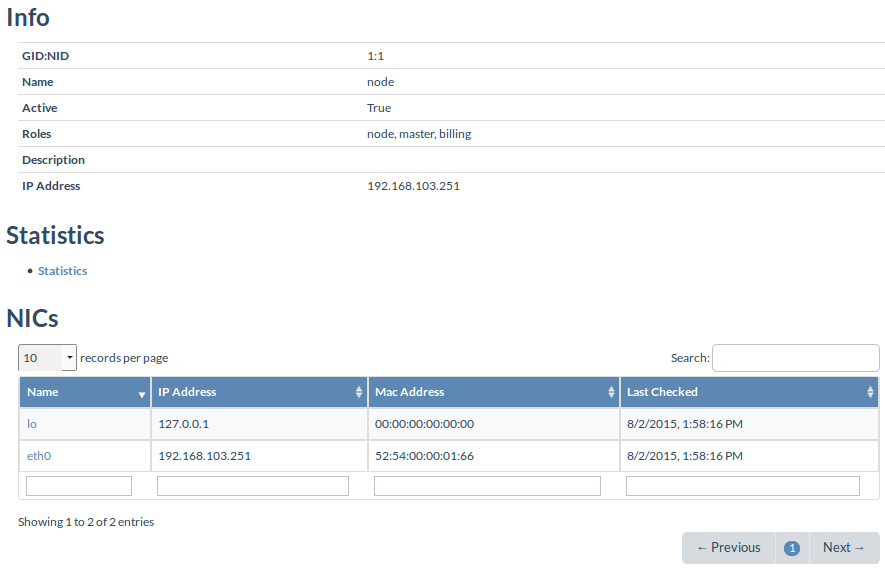 Info
GID:NID 1:1
Name node
Active True
Roles node, master, billing
Description
IP Address 192.168.103.251
Statistics
• Statistics
NICs
10 records per page Search:
Name IP Address Mac Address Last Checked
lo 127.0.0.1 00:00:00:00:00:00 8/2/2015, 1:58:16 PM
eth0 192.168.103.251 52:54:00:00:01:66 8/2/2015, 1:58:16 PM
Showing 1 to 2 of 2 entries
← Previous 1 Next →